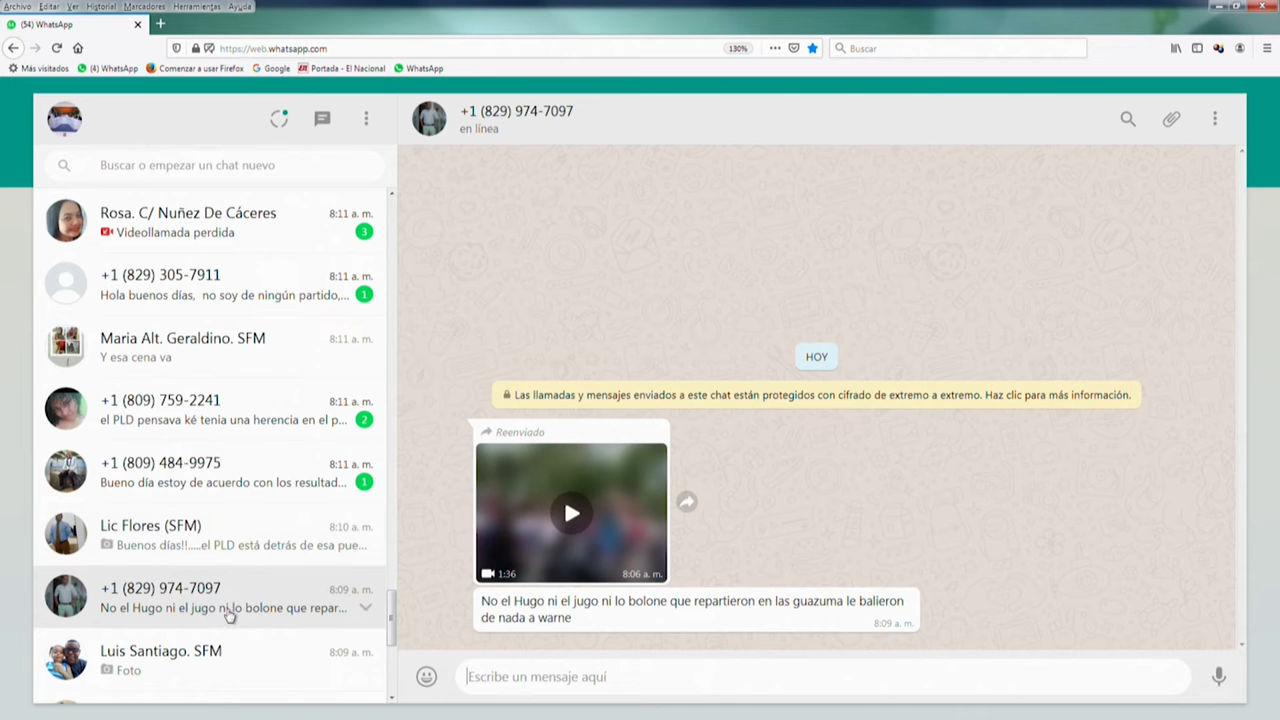 Archivo Editar Ver Historial Marcadores Herramientas Ayuda
(54) WhatsApp
https://web.whatsapp.com
130%
Buscar
Más visitados
(4) WhatsApp
Comenzar a usar Firefox
Google
Portada - El Nacional
WhatsApp
+1 (829) 974-7097
en línea
Buscar o empezar un chat nuevo
Rosa. C/ Nuñez De Cáceres
8:11 a. m.
Videollamada perdida
3
+1 (829) 305-7911
8:11 a. m.
Hola buenos días, no soy de ningún partido,...
1
Maria Alt. Geraldino. SFM
8:11 a. m.
Y esa cena va
+1 (809) 759-2241
8:11 a. m.
el PLD pensava ké tenia una herencia en el p...
2
+1 (809) 484-9975
8:11 a. m.
Bueno día estoy de acuerdo con los resultad...
1
Lic Flores (SFM)
8:10 a. m.
Buenos días!!.....el PLD está detrás de esa pue...
+1 (829) 974-7097
8:09 a. m.
No el Hugo ni el jugo ni lo bolone que repar...
Luis Santiago. SFM
8:09 a. m.
Foto
HOY
Las llamadas y mensajes enviados a este chat están protegidos con cifrado de extremo a extremo. Haz clic para más información.
Reenviado
1:36
8:06 a. m.
No el Hugo ni el jugo ni lo bolone que repartieron en las guazuma le balieron
de nada a warne
8:09 a. m.
Escribe un mensaje aquí